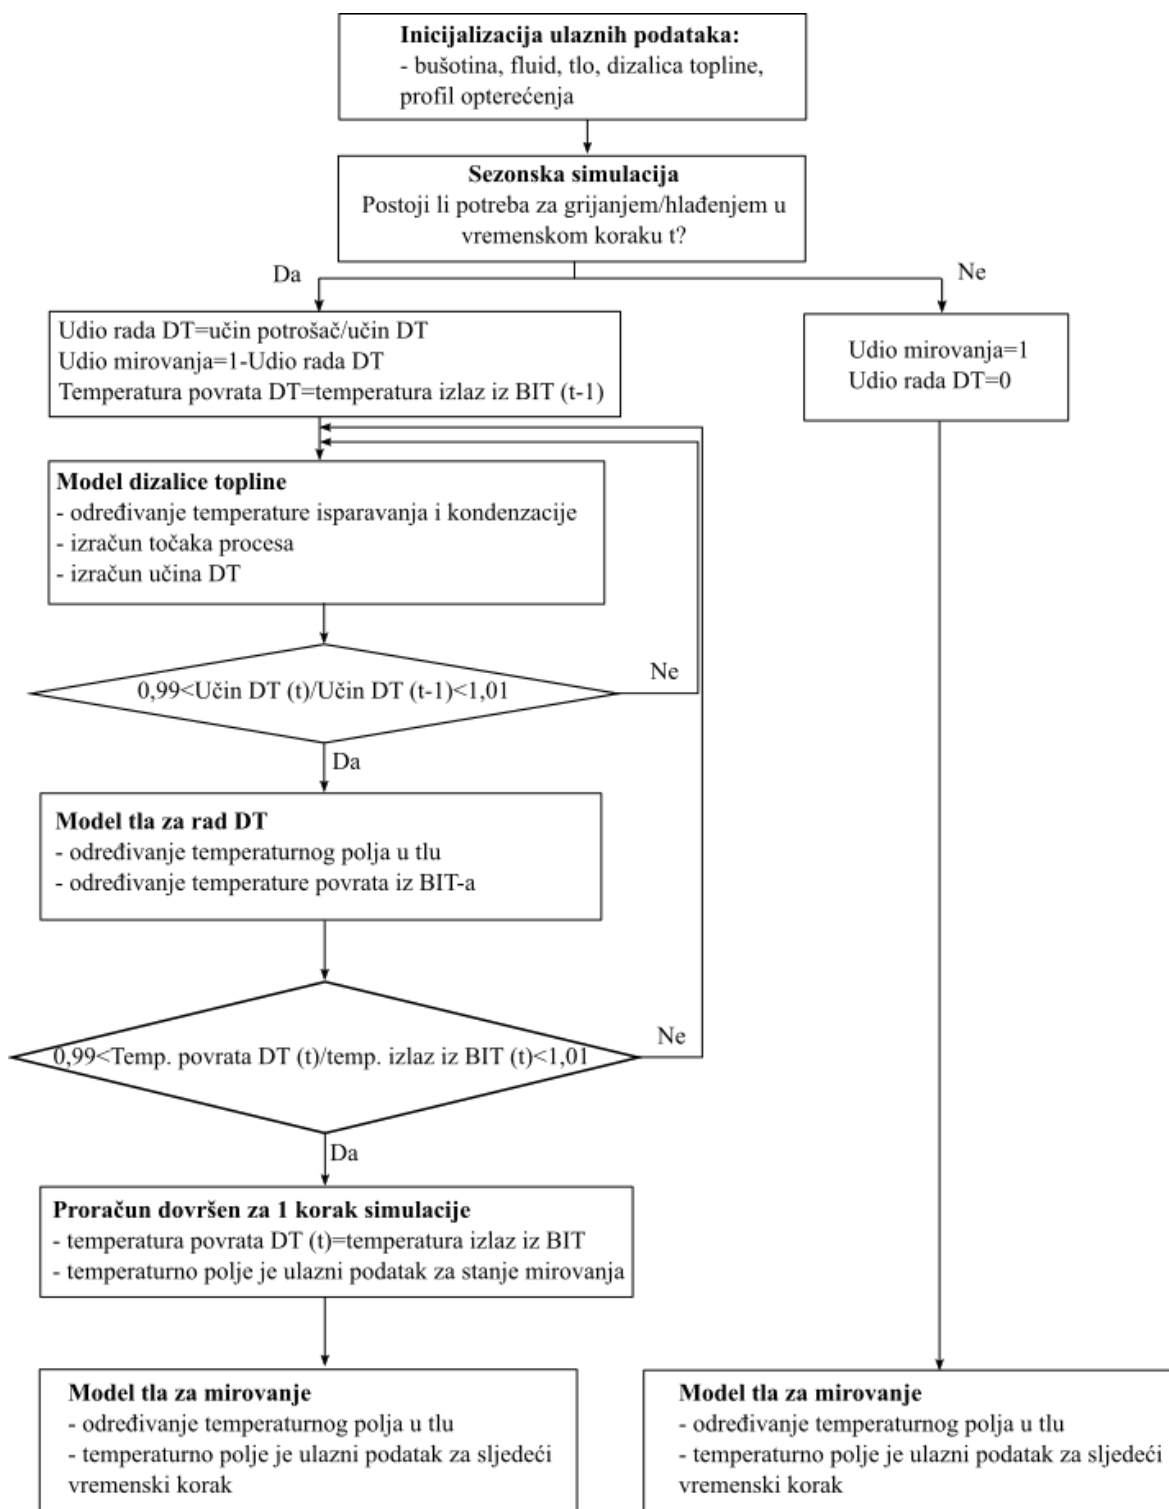 Inicijalizacija ulaznih podataka:
- bušotina, fluid, tlo, dizalica topline,
profil opterećenja
Sezonska simulacija
Postoji li potreba za grijanjem/hlađenjem u
vremenskom koraku t?
Da
Ne
Udio rada DT=učin potrošač/učin DT
Udio mirovanja=1-Udio rada DT
Temperatura povrata DT=temperatura izlaz iz BIT (t-1)
Udio mirovanja=1
Udio rada DT=0
Model dizalice topline
- određivanje temperature isparavanja i kondenzacije
- izračun točaka procesa
- izračun učina DT
0,99<Učin DT (t)/Učin DT (t-1)<1,01
Ne
Da
Model tla za rad DT
- određivanje temperaturnog polja u tlu
- određivanje temperature povrata iz BIT-a
0,99<Temp. povrata DT (t)/temp. izlaz iz BIT (t)<1,01
Ne
Da
Proračun dovršen za 1 korak simulacije
- temperatura povrata DT (t)=temperatura izlaz iz BIT
- temperaturno polje je ulazni podatak za stanje mirovanja
Model tla za mirovanje
- određivanje temperaturnog polja u tlu
- temperaturno polje je ulazni podatak za sljedeći
vremenski korak
Model tla za mirovanje
- određivanje temperaturnog polja u tlu
- temperaturno polje je ulazni podatak za sljedeći
vremenski korak